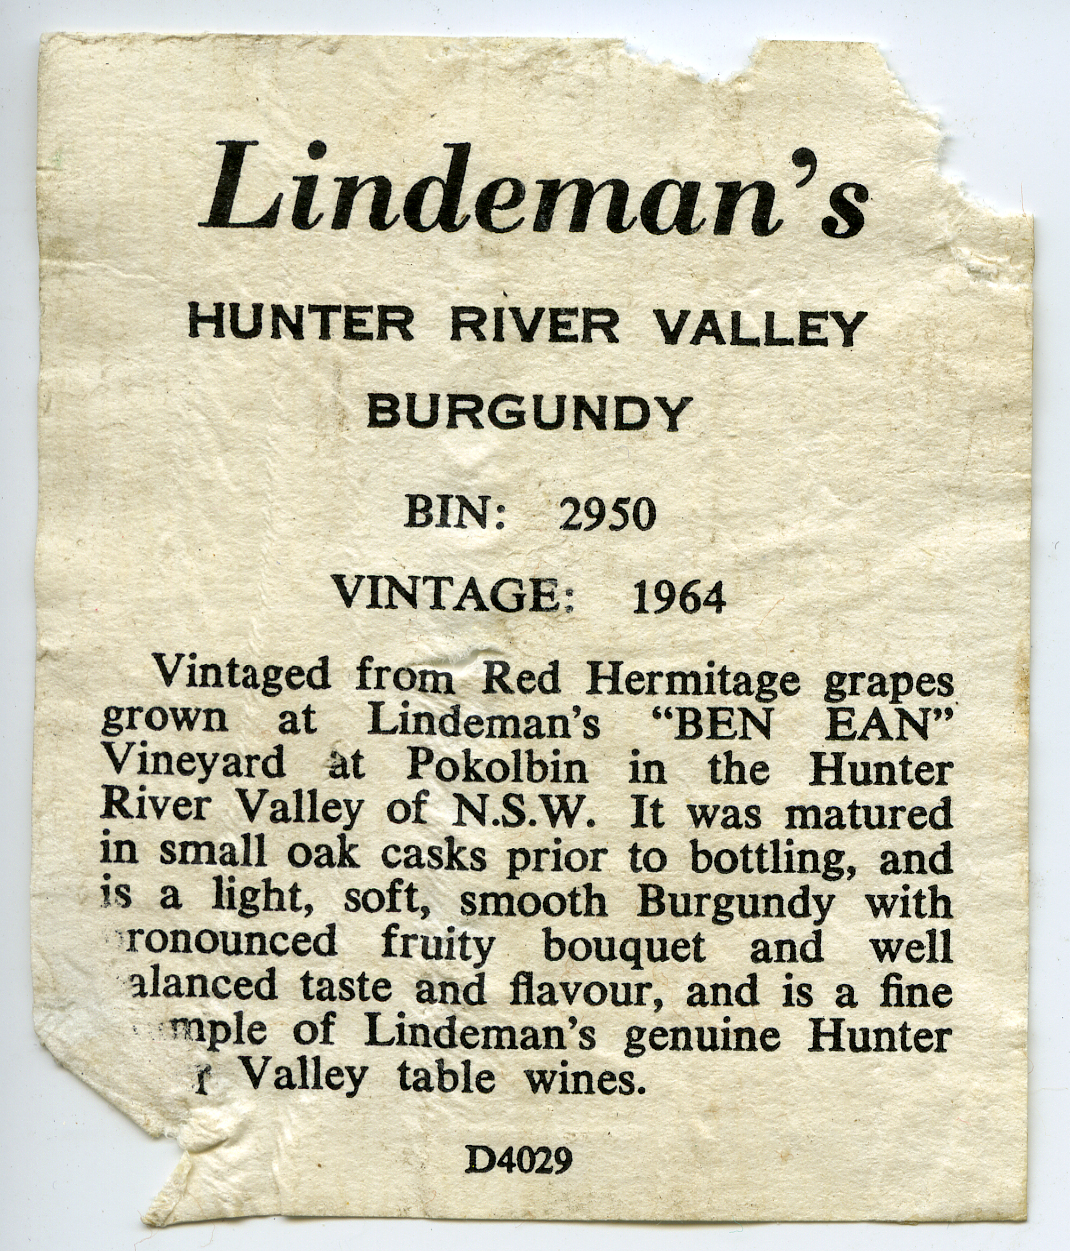 Lindeman's
HUNTER RIVER VALLEY
BURGUNDY
BIN: 2950
VINTAGE: 1964
Vintaged from Red Hermitage grapes
grown at Lindeman's “BEN EAN”
Vineyard at Pokolbin in the Hunter
River Valley of N.S.W. It was matured
in small oak casks prior to bottling, and
is a light, soft, smooth Burgundy with
ronounced fruity bouquet and well
alanced taste and flavour, and is a fine
mple of Lindeman's genuine Hunter
r Valley table wines.
D4029